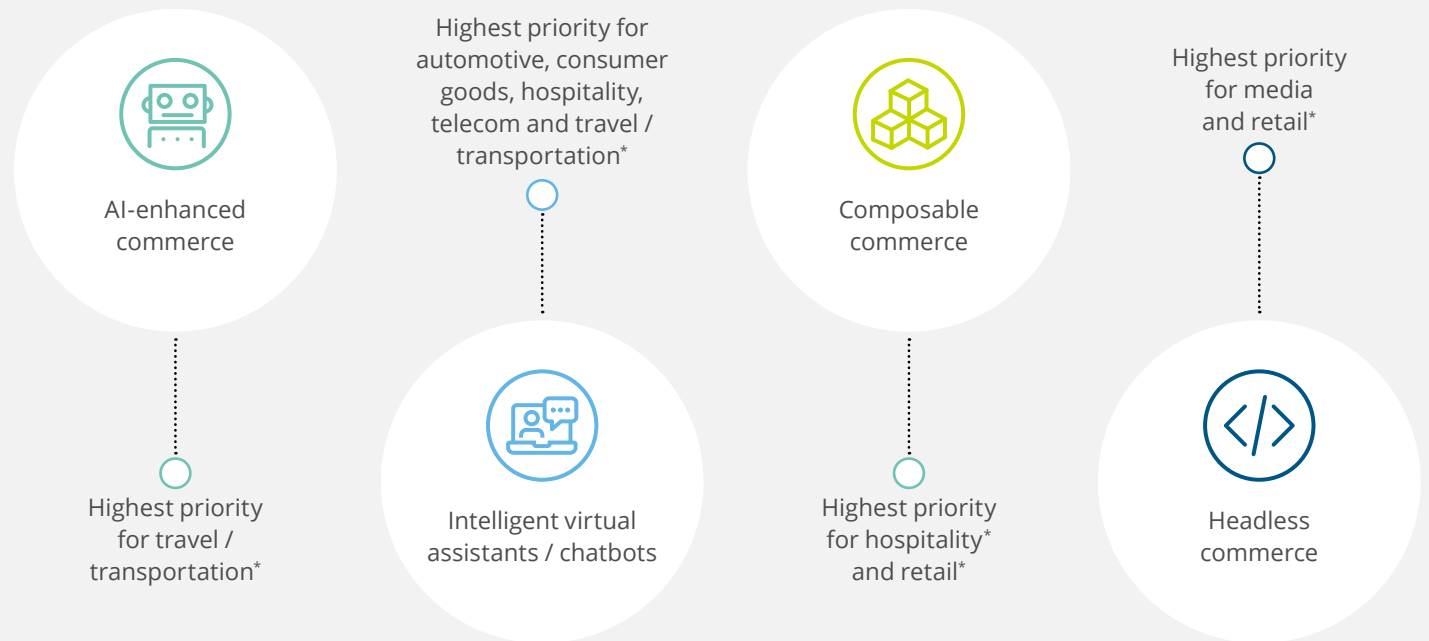 AI-enhanced
commerce
Highest priority
for travel /
transportation*
Highest priority for
automotive, consumer
goods, hospitality,
telecom and travel /
transportation*
Intelligent virtual
assistants / chatbots
Composable
commerce
Highest priority
for hospitality*
and retail*
Highest priority
for media
and retail*
</>
Headless
commerce